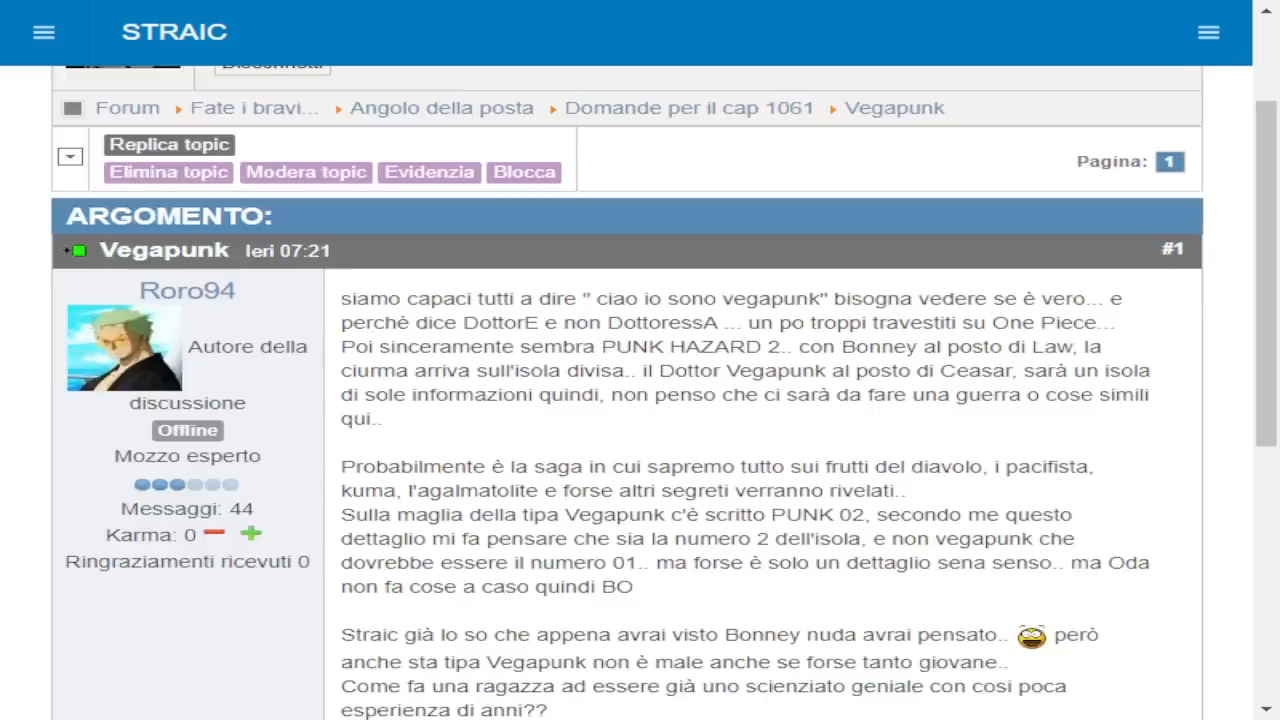 STRAIC
Disconnetti
Forum Fate i bravi... Angolo della posta Domande per il cap 1061 Vegapunk
Replica topic
Elimina topic Modera topic Evidenzia Blocca
Pagina: 1
ARGOMENTO:
Vegapunk Ieri 07:21 #1
Roro94
Autore della
discussione
Offline
Mozzo esperto
Messaggi: 44
Karma: 0
Ringraziamenti ricevuti 0
siamo capaci tutti a dire " ciao io sono vegapunk" bisogna vedere se è vero... e
perchè dice DottorE e non DottoressA ... un po troppi travestiti su One Piece...
Poi sinceramente sembra PUNK HAZARD 2.. con Bonney al posto di Law, la
ciurma arriva sull'isola divisa.. il Dottor Vegapunk al posto di Ceasar, sarà un isola
di sole informazioni quindi, non penso che ci sarà da fare una guerra o cose simili
qui..
Probabilmente è la saga in cui sapremo tutto sui frutti del diavolo, i pacifista,
kuma, l'agalmatolite e forse altri segreti verranno rivelati..
Sulla maglia della tipa Vegapunk c'è scritto PUNK 02, secondo me questo
dettaglio mi fa pensare che sia la numero 2 dell'isola, e non vegapunk che
dovrebbe essere il numero 01.. ma forse è solo un dettaglio sena senso.. ma Oda
non fa cose a caso quindi BO
Straic già lo so che appena avrai visto Bonney nuda avrai pensato.. però
anche sta tipa Vegapunk non è male anche se forse tanto giovane..
Come fa una ragazza ad essere già uno scienziato geniale con cosi poca
esperienza di anni??